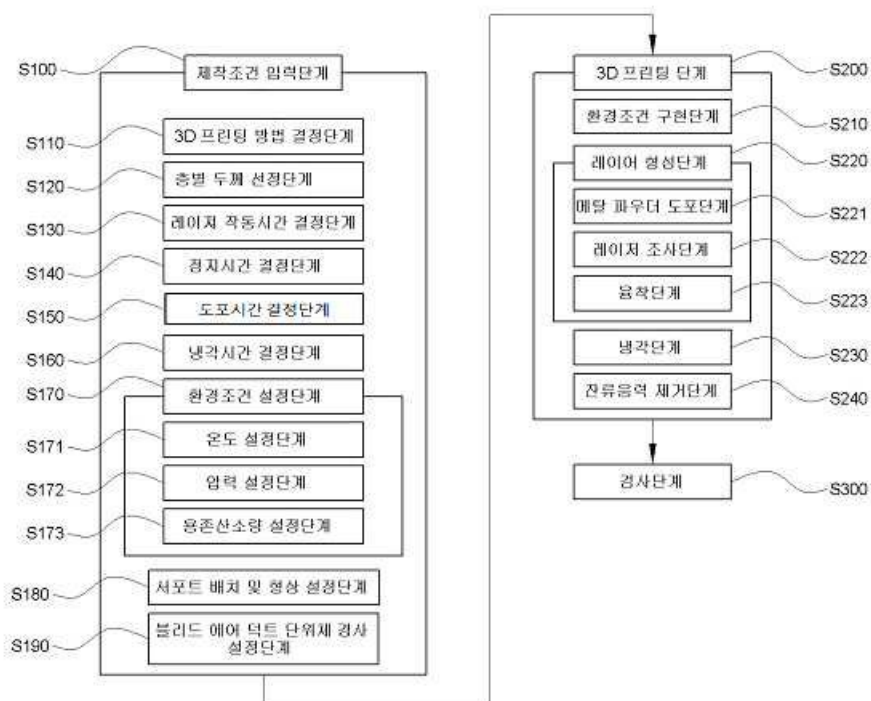 S100 제작조건 입력단계
S110 3D 프린팅 방법 결정단계
S120 층별 두께 선정단계
S130 레이저 작동시간 결정단계
S140 정지시간 결정단계
S150 도포시간 결정단계
S160 냉각시간 결정단계
S170 환경조건 설정단계
S171 온도 설정단계
S172 압력 설정단계
S173 용존산소량 설정단계
S180 서포트 배치 및 형상 설정단계
S190 블리드 에어 덕트 단위체 경사
설정단계
3D 프린팅 단계 S200
환경조건 구현단계 S210
레이어 형성단계 S220
메탈 파우더 도포단계 S221
레이저 조사단계 S222
융착단계 S223
냉각단계 S230
잔류응력 제거단계 S240
검사단계 S300